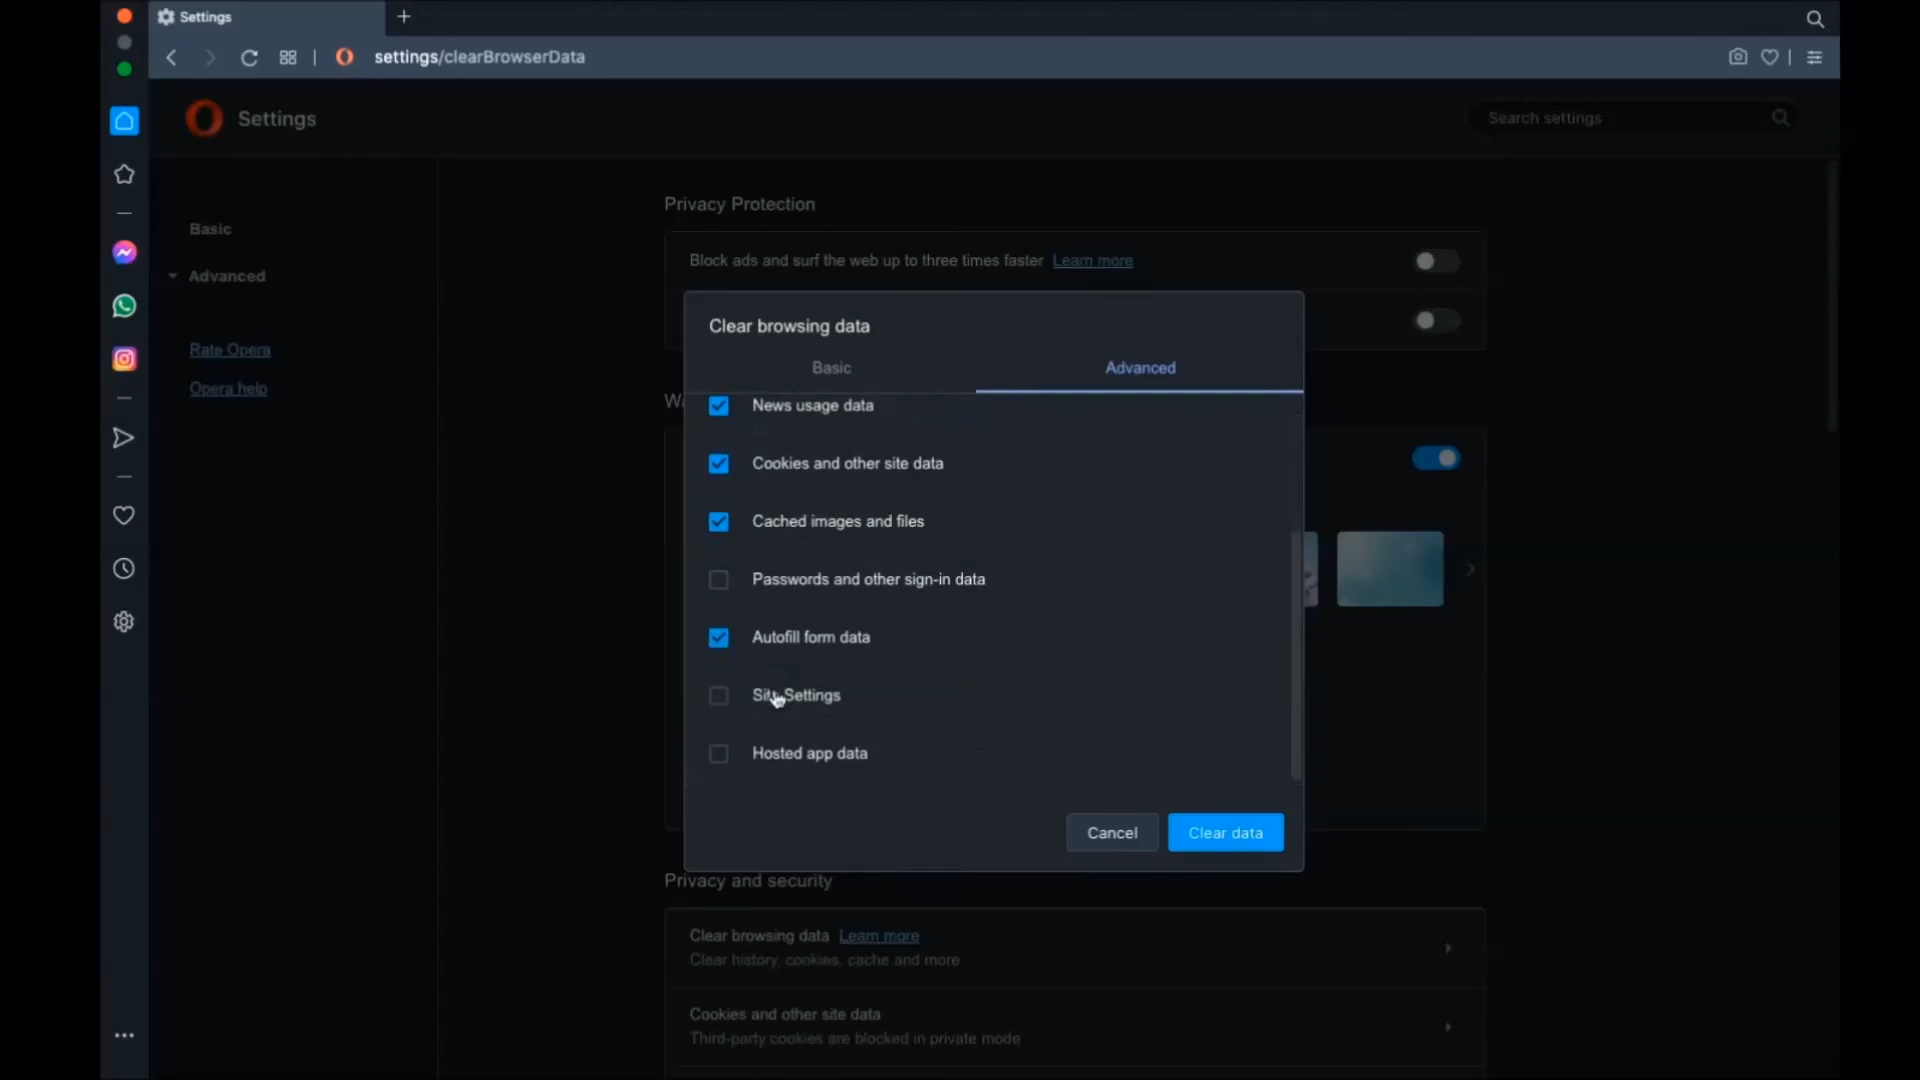 Settings
settings/clearBrowserData
Settings
Search settings
Basic
Advanced
Rate Opera
Opera help
Privacy Protection
Block ads and surf the web up to three times faster Learn more
Clear browsing data
Basic
Advanced
News usage data
Cookies and other site data
Cached images and files
Passwords and other sign-in data
Autofill form data
Site Settings
Hosted app data
Cancel
Clear data
Privacy and security
Clear browsing data Learn more
Clear history, cookies, cache and more
Cookies and other site data
Third-party cookies are blocked in private mode